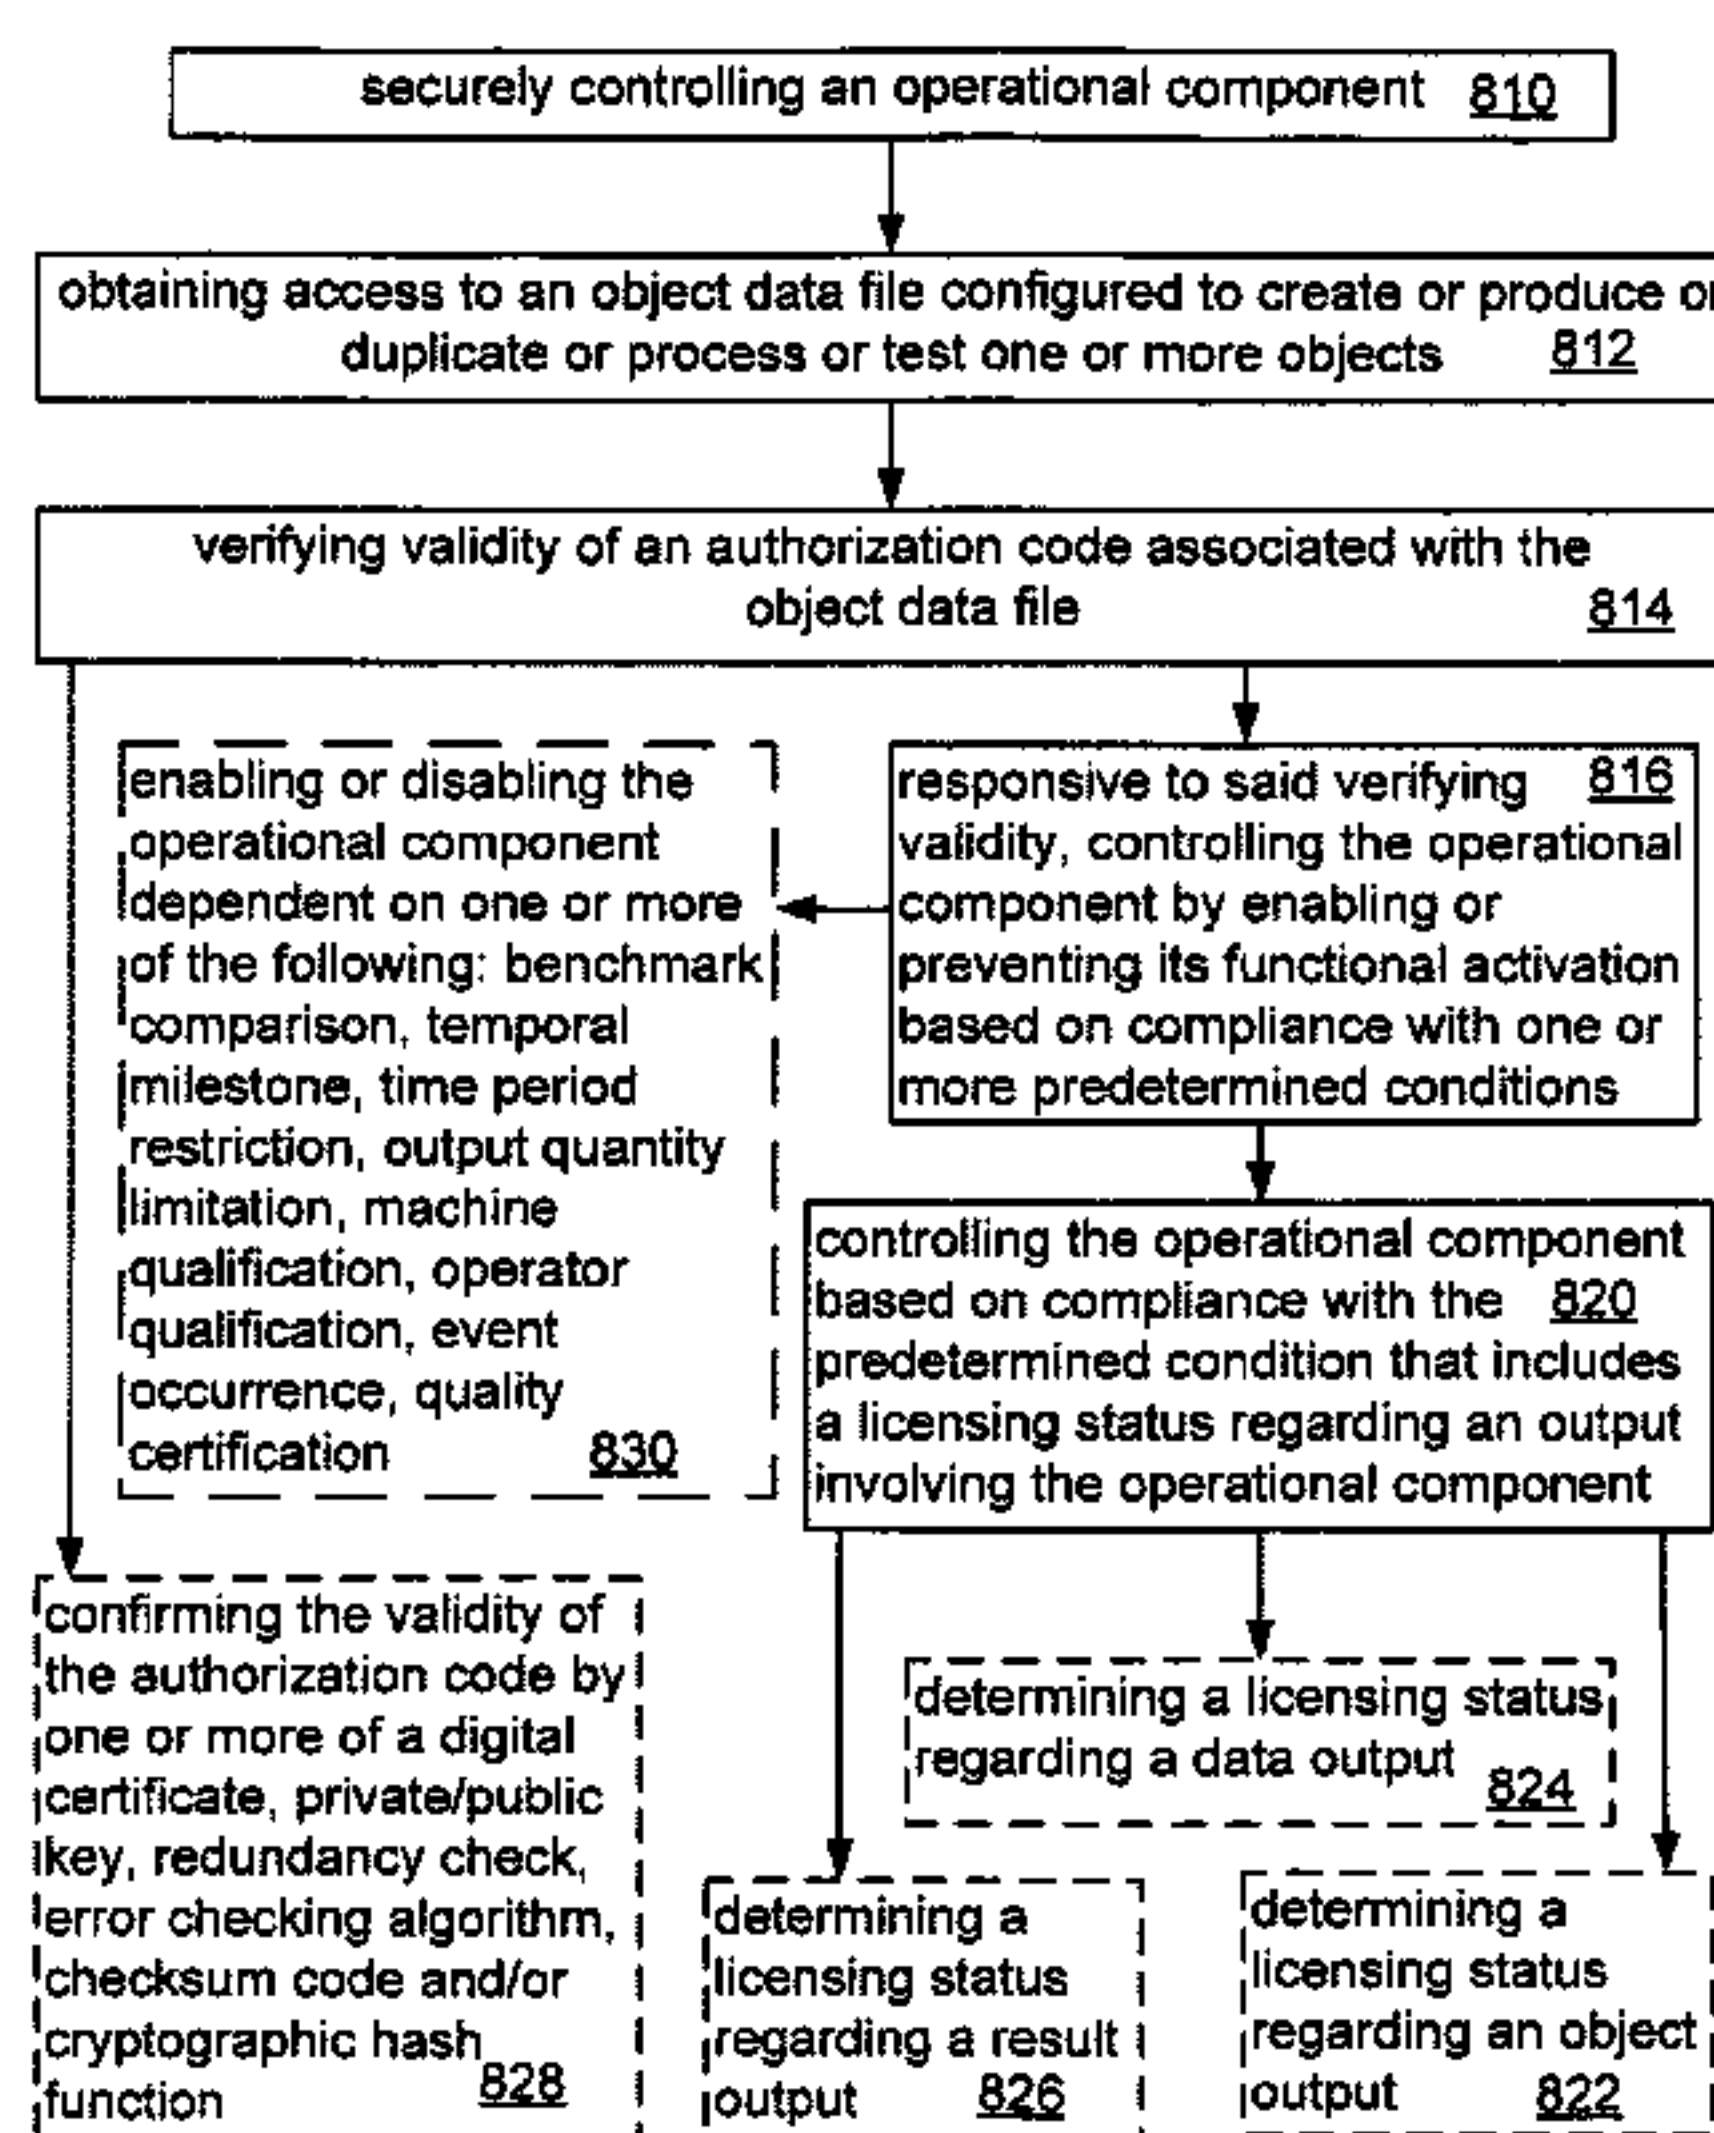 securely controlling an operational component 810
obtaining access to an object data file configured to create or produce or
duplicate or process or test one or more objects 812
verifying validity of an authorization code associated with the
object data file 814
enabling or disabling the
operational component
dependent on one or more
of the following: benchmark
comparison, temporal
milestone, time period
restriction, output quantity
limitation, machine
qualification, operator
qualification, event
occurrence, quality
certification 830
responsive to said verifying 816
validity, controlling the operational
component by enabling or
preventing its functional activation
based on compliance with one or
more predetermined conditions
controlling the operational component
based on compliance with the 820
predetermined condition that includes
a licensing status regarding an output
involving the operational component
confirming the validity of
the authorization code by
one or more of a digital
certificate, private/public
key, redundancy check,
error checking algorithm,
checksum code and/or
cryptographic hash
function 828
determining a licensing status
regarding a data output 824
determining a
licensing status
regarding a result
output 826
determining a
licensing status
regarding an object
output 822